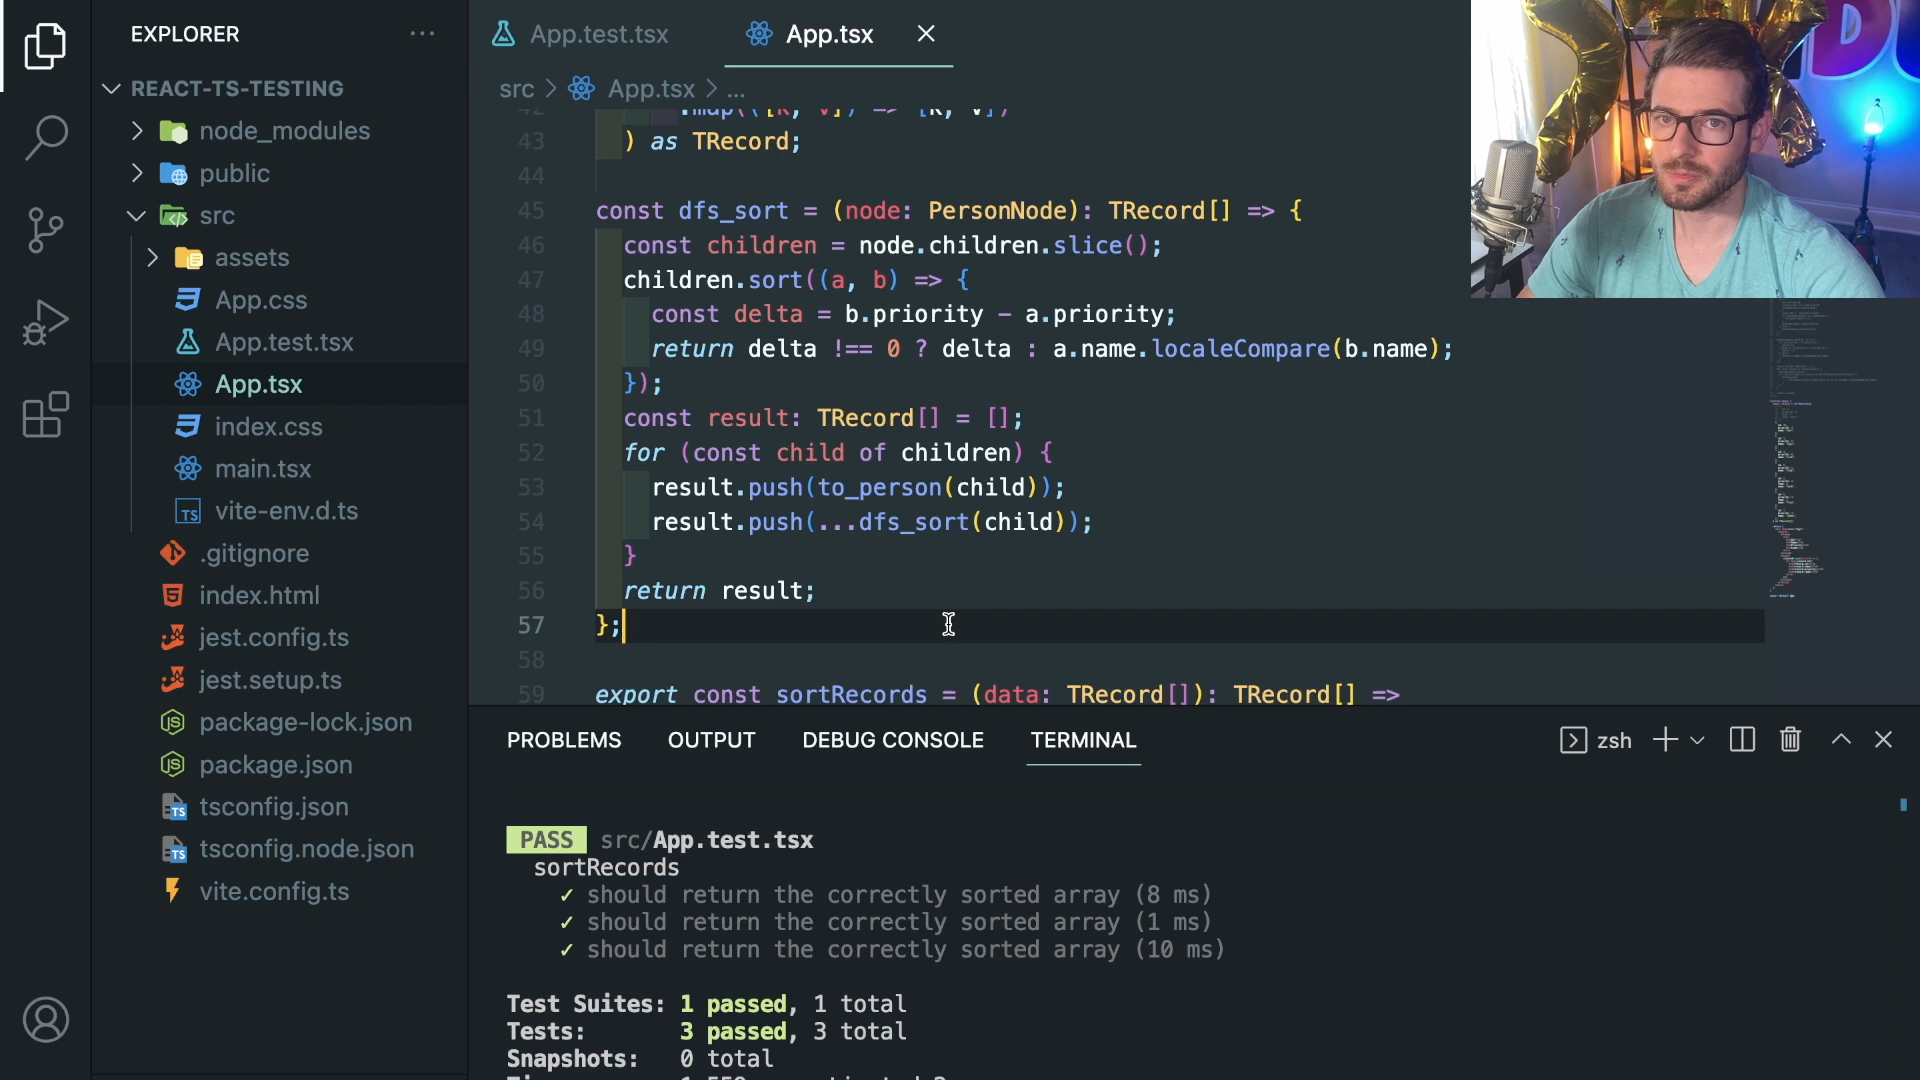 EXPLORER
REACT-TS-TESTING
node_modules
public
src
assets
App.css
App.test.tsx
App.tsx
index.css
main.tsx
vite-env.d.ts
.gitignore
index.html
jest.config.ts
jest.setup.ts
package-lock.json
package.json
tsconfig.json
tsconfig.node.json
vite.config.ts
App.test.tsx App.tsx
src > App.tsx > ...
42 .map(([k, v]) => [k, v])
43 ) as TRecord;
44
45 const dfs_sort = (node: PersonNode): TRecord[] => {
46 const children = node.children.slice();
47 children.sort((a, b) => {
48 const delta = b.priority - a.priority;
49 return delta !== 0 ? delta : a.name.localeCompare(b.name);
50 });
51 const result: TRecord[] = [];
52 for (const child of children) {
53 result.push(to_person(child));
54 result.push(...dfs_sort(child));
55 }
56 return result;
57 };
58
59 export const sortRecords = (data: TRecord[]): TRecord[] =>
PROBLEMS OUTPUT DEBUG CONSOLE TERMINAL zsh
PASS src/App.test.tsx
sortRecords
✓ should return the correctly sorted array (8 ms)
✓ should return the correctly sorted array (1 ms)
✓ should return the correctly sorted array (10 ms)
Test Suites: 1 passed, 1 total
Tests: 3 passed, 3 total
Snapshots: 0 total